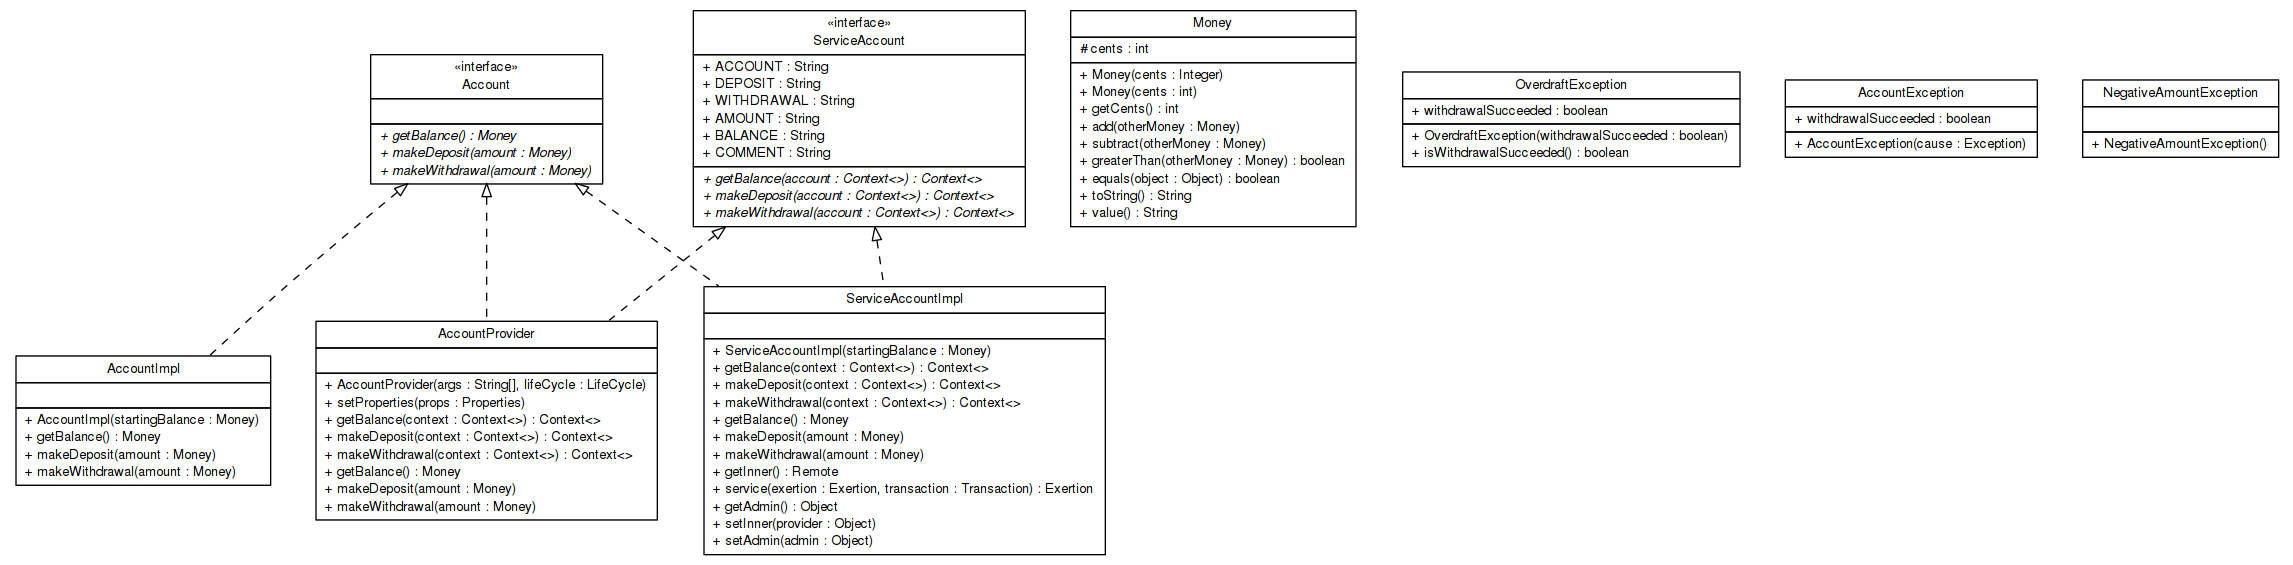 «interface»
Account
+ getBalance() : Money
+ makeDeposit(amount : Money)
+ makeWithdrawal(amount : Money)
«interface»
ServiceAccount
+ ACCOUNT : String
+ DEPOSIT : String
+ WITHDRAWAL : String
+ AMOUNT : String
+ BALANCE : String
+ COMMENT : String
+ getBalance(account : Context<>) : Context<>
+ makeDeposit(account : Context<>) : Context<>
+ makeWithdrawal(account : Context<>) : Context<>
Money
# cents : int
+ Money(cents : Integer)
+ Money(cents : int)
+ getCents() : int
+ add(otherMoney : Money)
+ subtract(otherMoney : Money)
+ greaterThan(otherMoney : Money) : boolean
+ equals(object : Object) : boolean
+ toString() : String
+ value() : String
OverdraftException
+ withdrawalSucceeded : boolean
+ OverdraftException(withdrawalSucceeded : boolean)
+ isWithdrawalSucceeded() : boolean
AccountException
+ withdrawalSucceeded : boolean
+ AccountException(cause : Exception)
NegativeAmountException
+ NegativeAmountException()
AccountImpl
+ AccountImpl(startingBalance : Money)
+ getBalance() : Money
+ makeDeposit(amount : Money)
+ makeWithdrawal(amount : Money)
AccountProvider
+ AccountProvider(args : String[], lifeCycle : LifeCycle)
+ setProperties(props : Properties)
+ getBalance(context : Context<>) : Context<>
+ makeDeposit(context : Context<>) : Context<>
+ makeWithdrawal(context : Context<>) : Context<>
+ getBalance() : Money
+ makeDeposit(amount : Money)
+ makeWithdrawal(amount : Money)
ServiceAccountImpl
+ ServiceAccountImpl(startingBalance : Money)
+ getBalance(context : Context<>) : Context<>
+ makeDeposit(context : Context<>) : Context<>
+ makeWithdrawal(context : Context<>) : Context<>
+ getBalance() : Money
+ makeDeposit(amount : Money)
+ makeWithdrawal(amount : Money)
+ getInner() : Remote
+ service(exertion : Exertion, transaction : Transaction) : Exertion
+ getAdmin() : Object
+ setInner(provider : Object)
+ setAdmin(admin : Object)